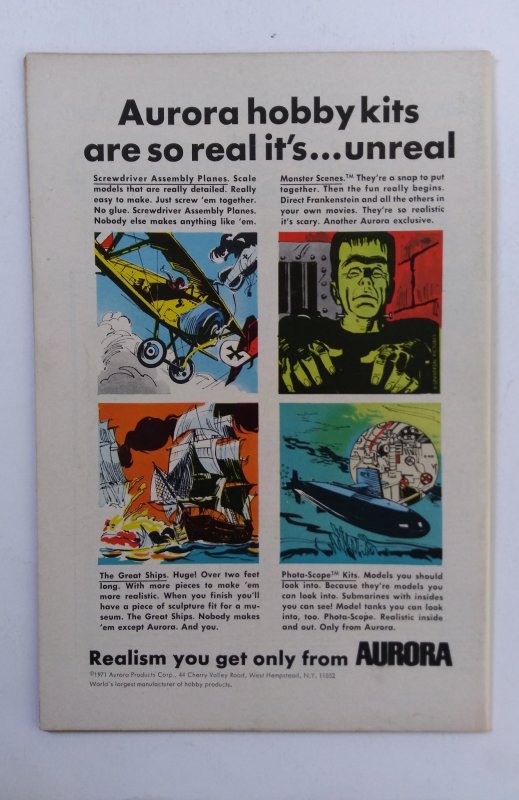 Aurora hobby kits
are so real it's...unreal
Screwdriver Assembly Planes. Scale
models that are really detailed. Really
easy to make. Just screw 'em together.
No glue. Screwdriver Assembly Planes.
Nobody else makes anything like 'em.
Monster Scenes.™ They're a snap to put
together. Then the fun really begins.
Direct Frankenstein and all the others in
your own movies. They're so realistic
it's scary. Another Aurora exclusive.
The Great Ships. Huge! Over two feet
long. With more pieces to make 'em
more realistic. When you finish you'll
have a piece of sculpture fit for a mu-
seum. The Great Ships. Nobody makes
'em except Aurora. And you.
Phota-Scope™ Kits. Models you should
look into. Because they're models you
can look into. Submarines with insides
you can see! Model tanks you can look
into, too. Phota-Scope. Realistic inside
and out. Only from Aurora.
Realism you get only from AURORA
©1971 Aurora Products Corp., 44 Cherry Valley Road, West Hempstead, N.Y. 11552
World's largest manufacturer of hobby products.